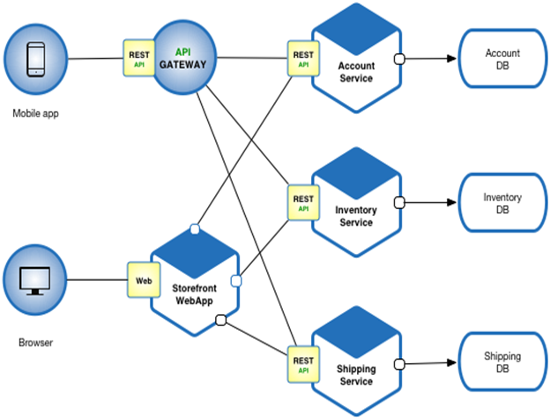 Mobile app
REST
API
API
GATEWAY
REST
API
Account
Service
Account
DB
REST
API
Inventory
Service
Inventory
DB
Browser
Web
Storefront
WebApp
REST
API
Shipping
Service
Shipping
DB